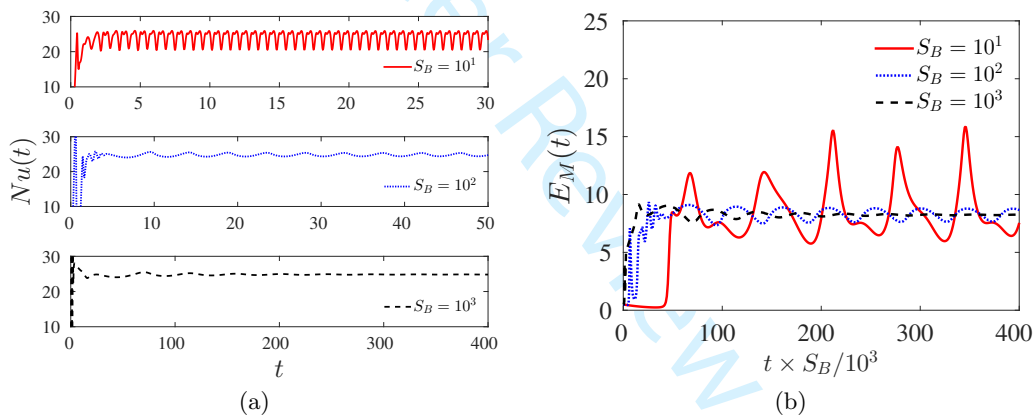 30
20
10
S_B = 10^1
0 5 10 15 20 25 30
30
20
10
S_B = 10^2
0 10 20 30 40 50
30
20
10
S_B = 10^3
0 100 200 300 400
Nu(t)
t
(a)
25
20
15
10
5
0
S_B = 10^1
S_B = 10^2
S_B = 10^3
0 100 200 300 400
E_M(t)
t × S_B/10^3
(b)
er Review